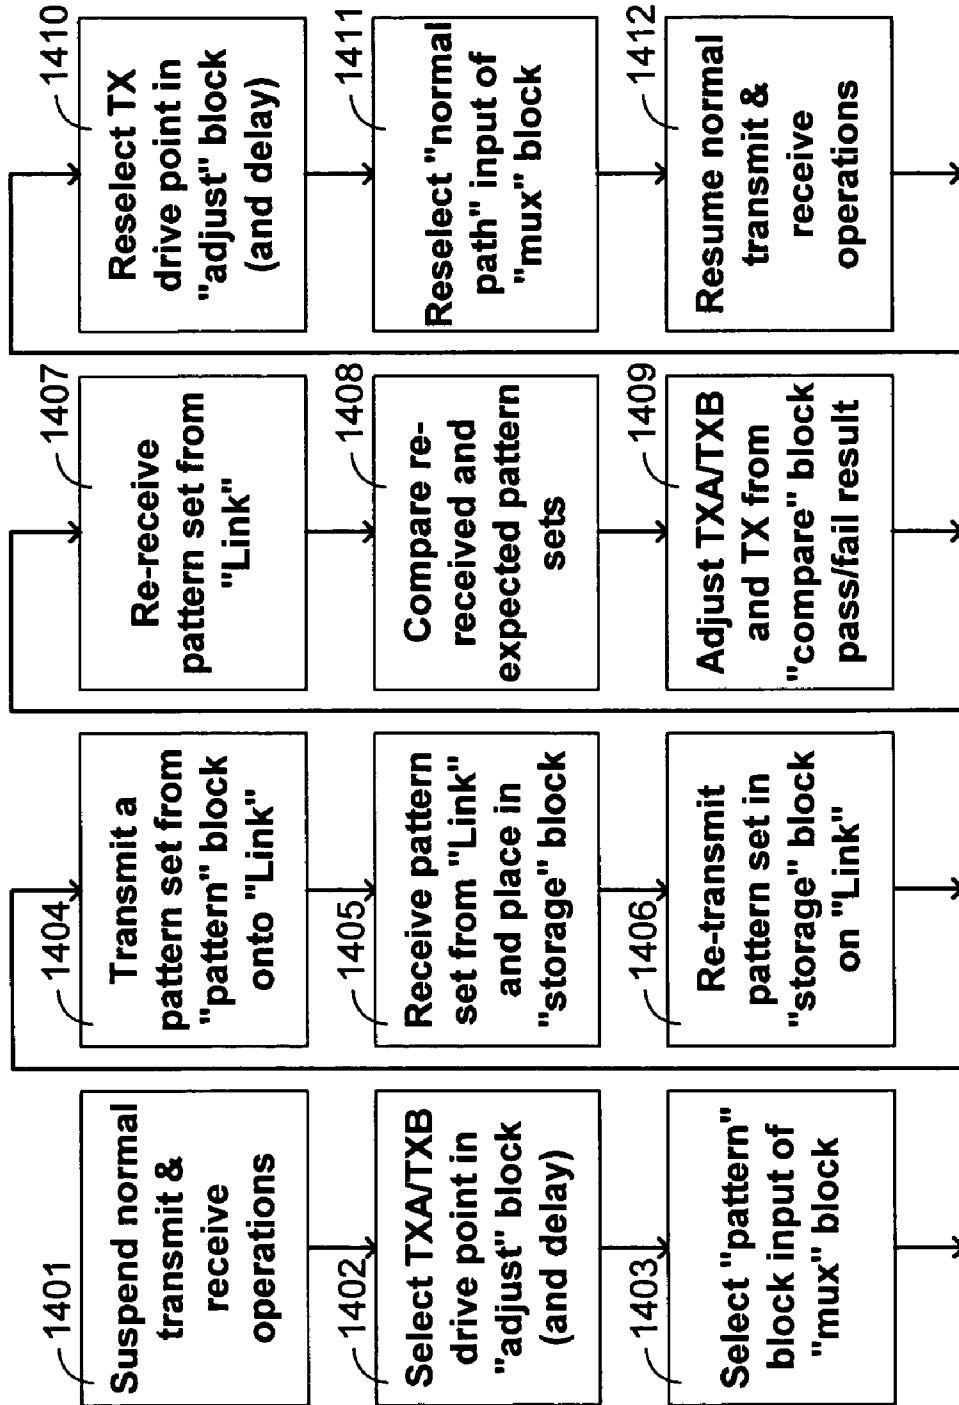 1401
Suspend normal
transmit &
receive
operations
1402
Select TXA/TXB
drive point in
"adjust" block
(and delay)
1403
Select "pattern"
block input of
"mux" block
1404
Transmit a
pattern set from
"pattern" block
onto "Link"
1405
Receive pattern
set from "Link"
and place in
"storage" block
1406
Re-transmit
pattern set in
"storage" block
on "Link"
1407
Re-receive
pattern set from
"Link"
1408
Compare re-
received and
expected pattern
sets
1409
Adjust TXA/TXB
and TX from
"compare" block
pass/fail result
1410
Reselect TX
drive point in
"adjust" block
(and delay)
1411
Reselect "normal
path" input of
"mux" block
1412
Resume normal
transmit &
receive
operations